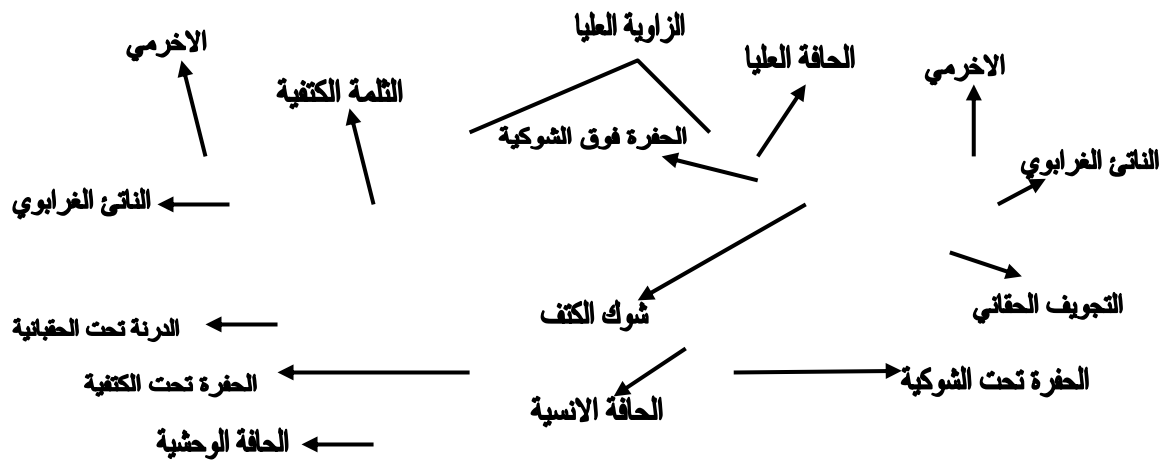 الزاوية العليا
الاخرمي
الحافة العليا
الاخرمي
الثلمة الكتفية
الحفرة فوق الشوكية
الناتئ الغرابوي
الناتئ الغرابوي
التجويف الحقاني
شوك الكتف
الدرنة تحت الحقبانية
الحفرة تحت الشوكية
الحفرة تحت الكتفية
الحافة الانسية
الحافة الوحشية